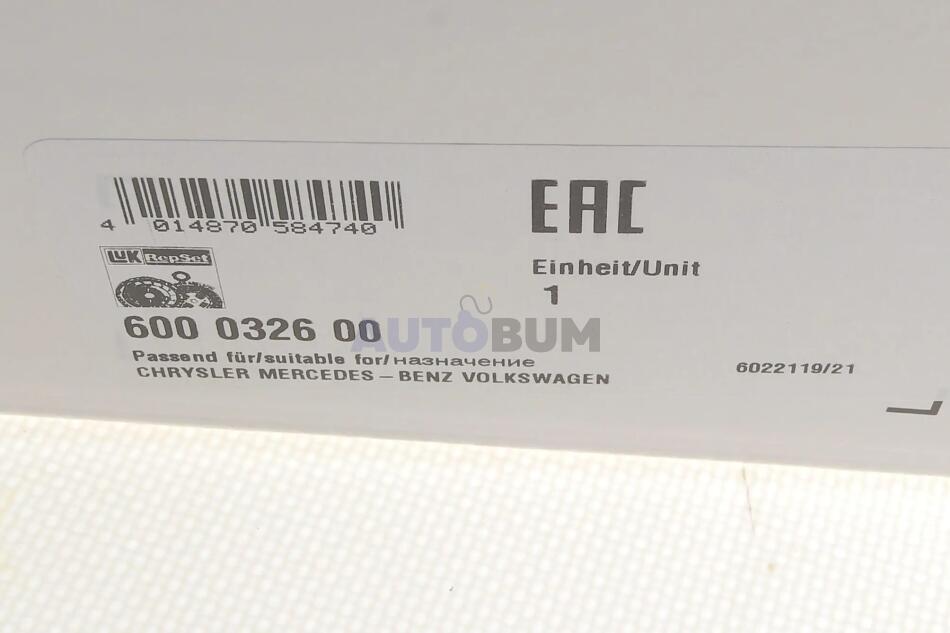 EAC
4 014870 584740
LUK RepSet
Einheit/Unit
1
600 0326 00
AUTOBUM
Passend für/suitable for/назначение
6022119/21
CHRYSLER MERCEDES – BENZ VOLKSWAGEN